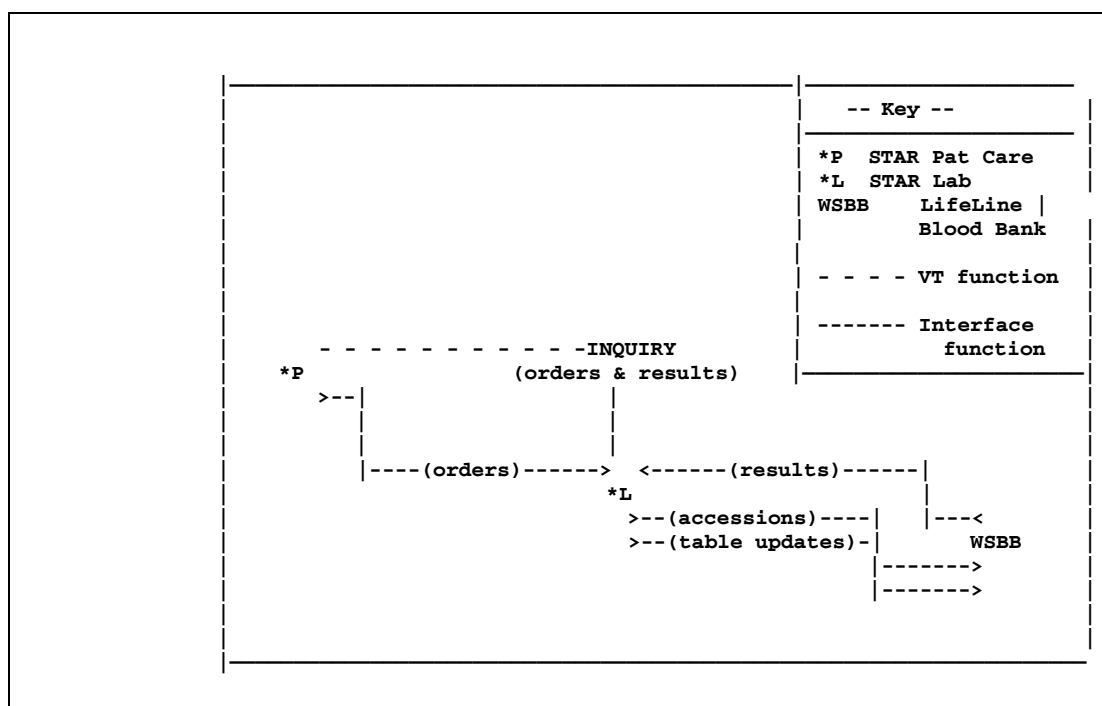 -- Key --
*P STAR Pat Care
*L STAR Lab
WSBB LifeLine |
Blood Bank
- - - - VT function
------- Interface
function
- - - - - - - - - - -INQUIRY
*P (orders & results)
>--|
|----(orders)------> <------(results)------|
*L
>--(accessions)----| |---<
>--(table updates)-| WSBB
|------->
|------->